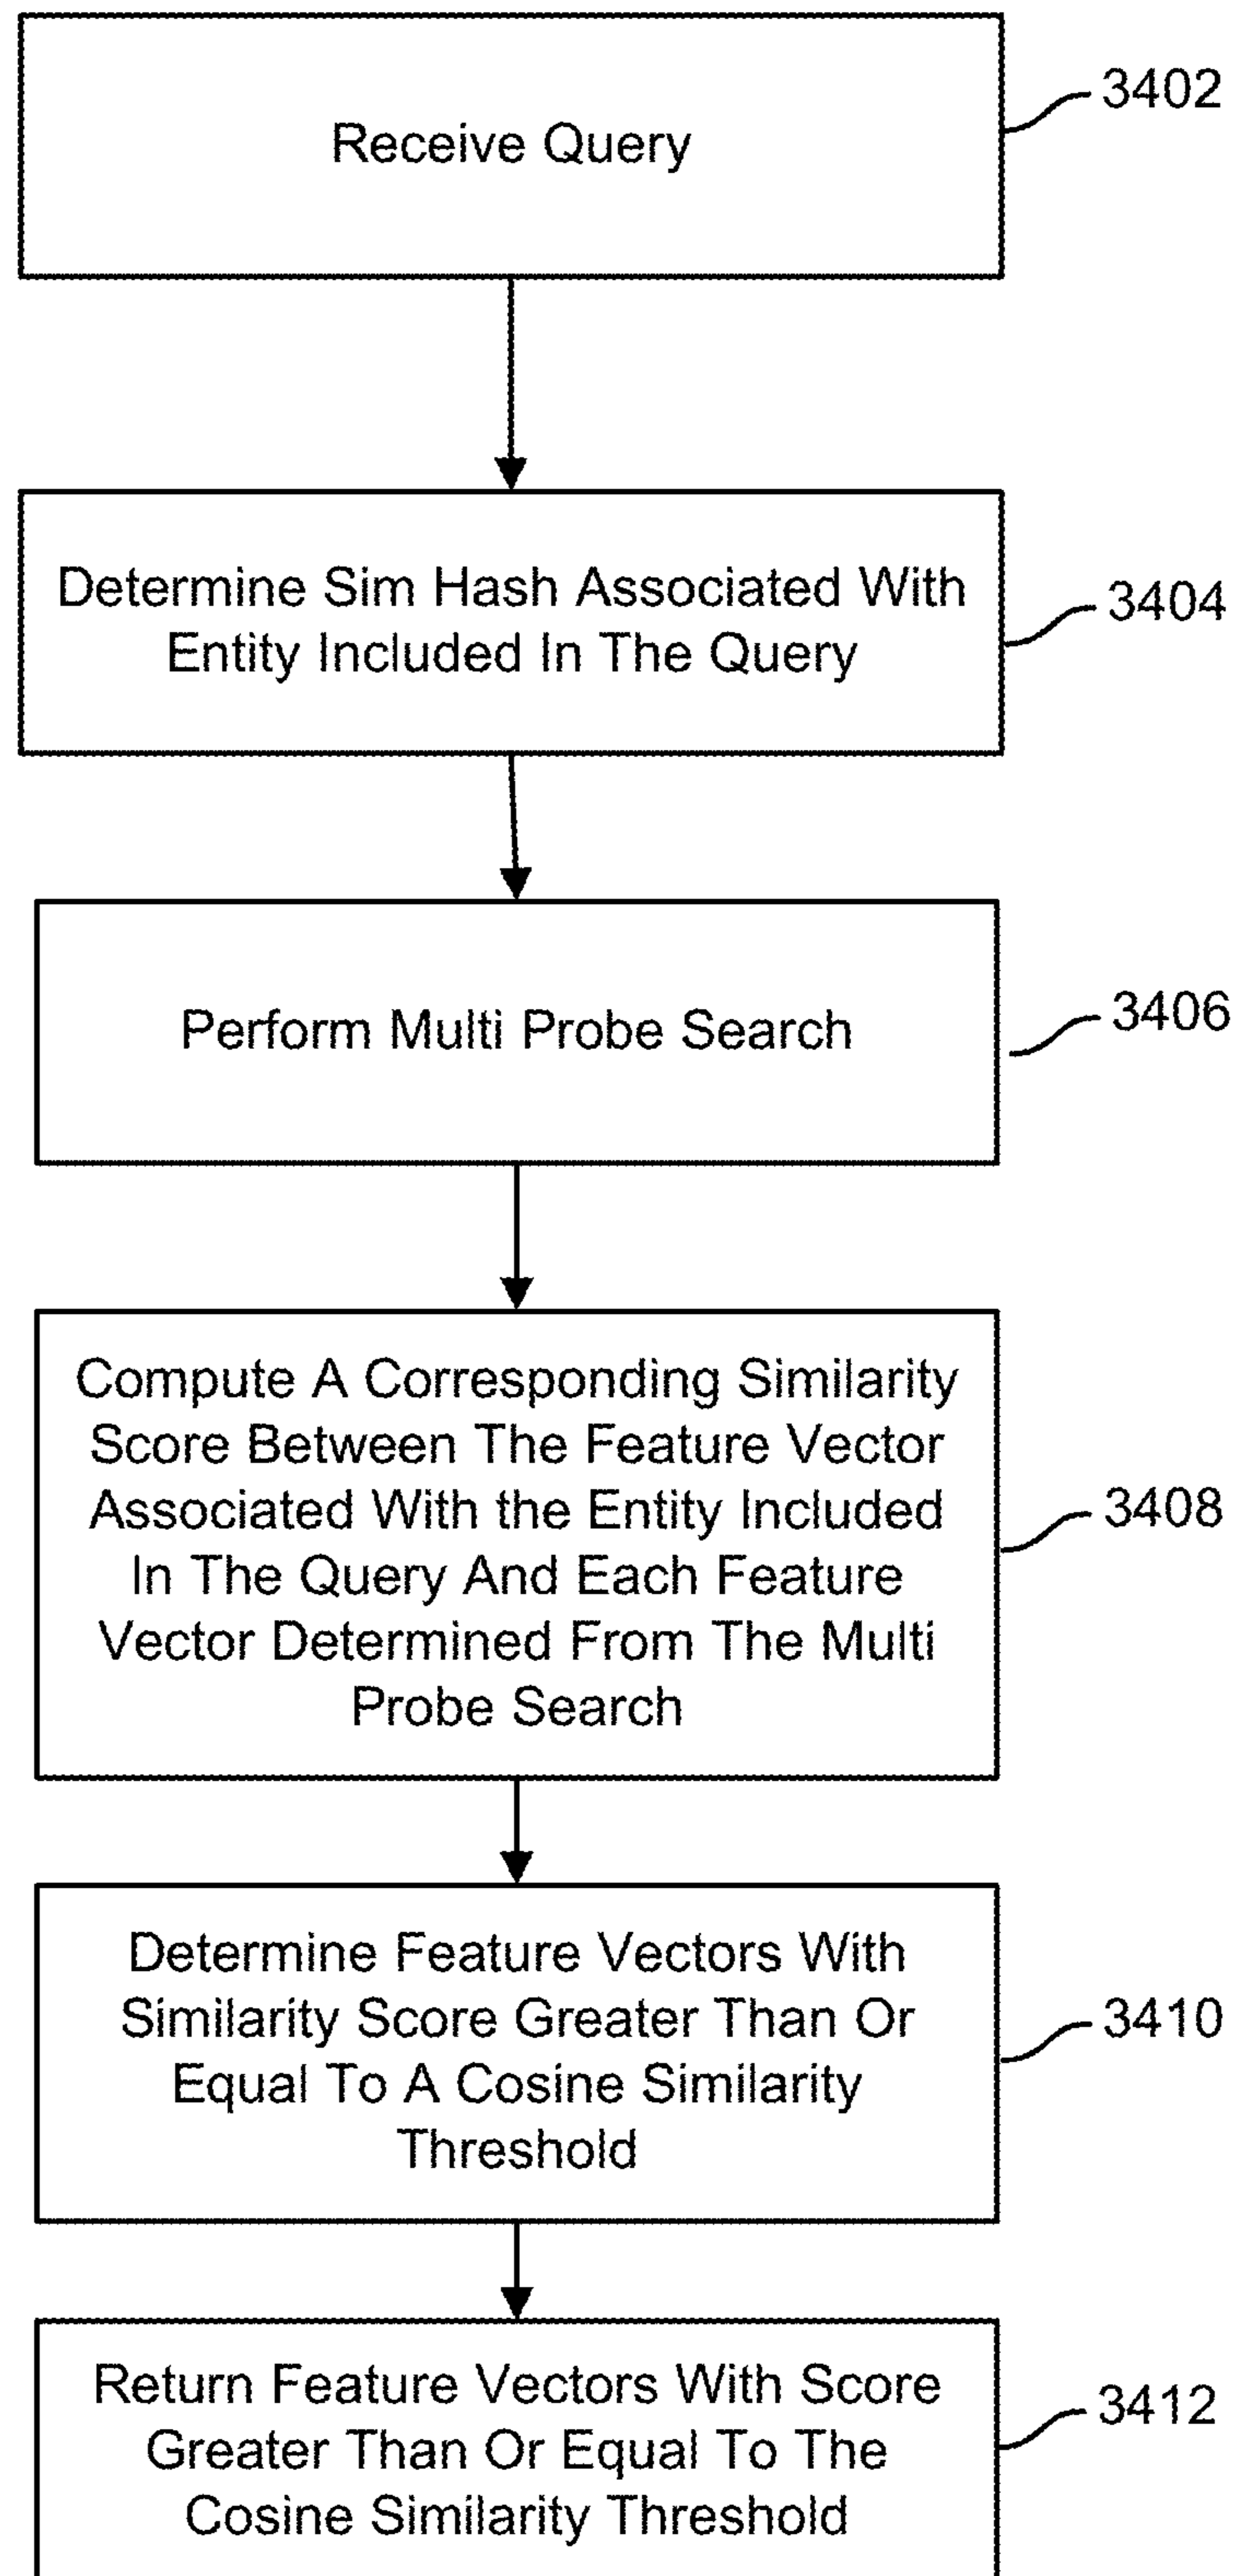 Receive Query
3402
Determine Sim Hash Associated With
Entity Included In The Query
3404
Perform Multi Probe Search
3406
Compute A Corresponding Similarity
Score Between The Feature Vector
Associated With the Entity Included
In The Query And Each Feature
Vector Determined From The Multi
Probe Search
3408
Determine Feature Vectors With
Similarity Score Greater Than Or
Equal To A Cosine Similarity
Threshold
3410
Return Feature Vectors With Score
Greater Than Or Equal To The
Cosine Similarity Threshold
3412